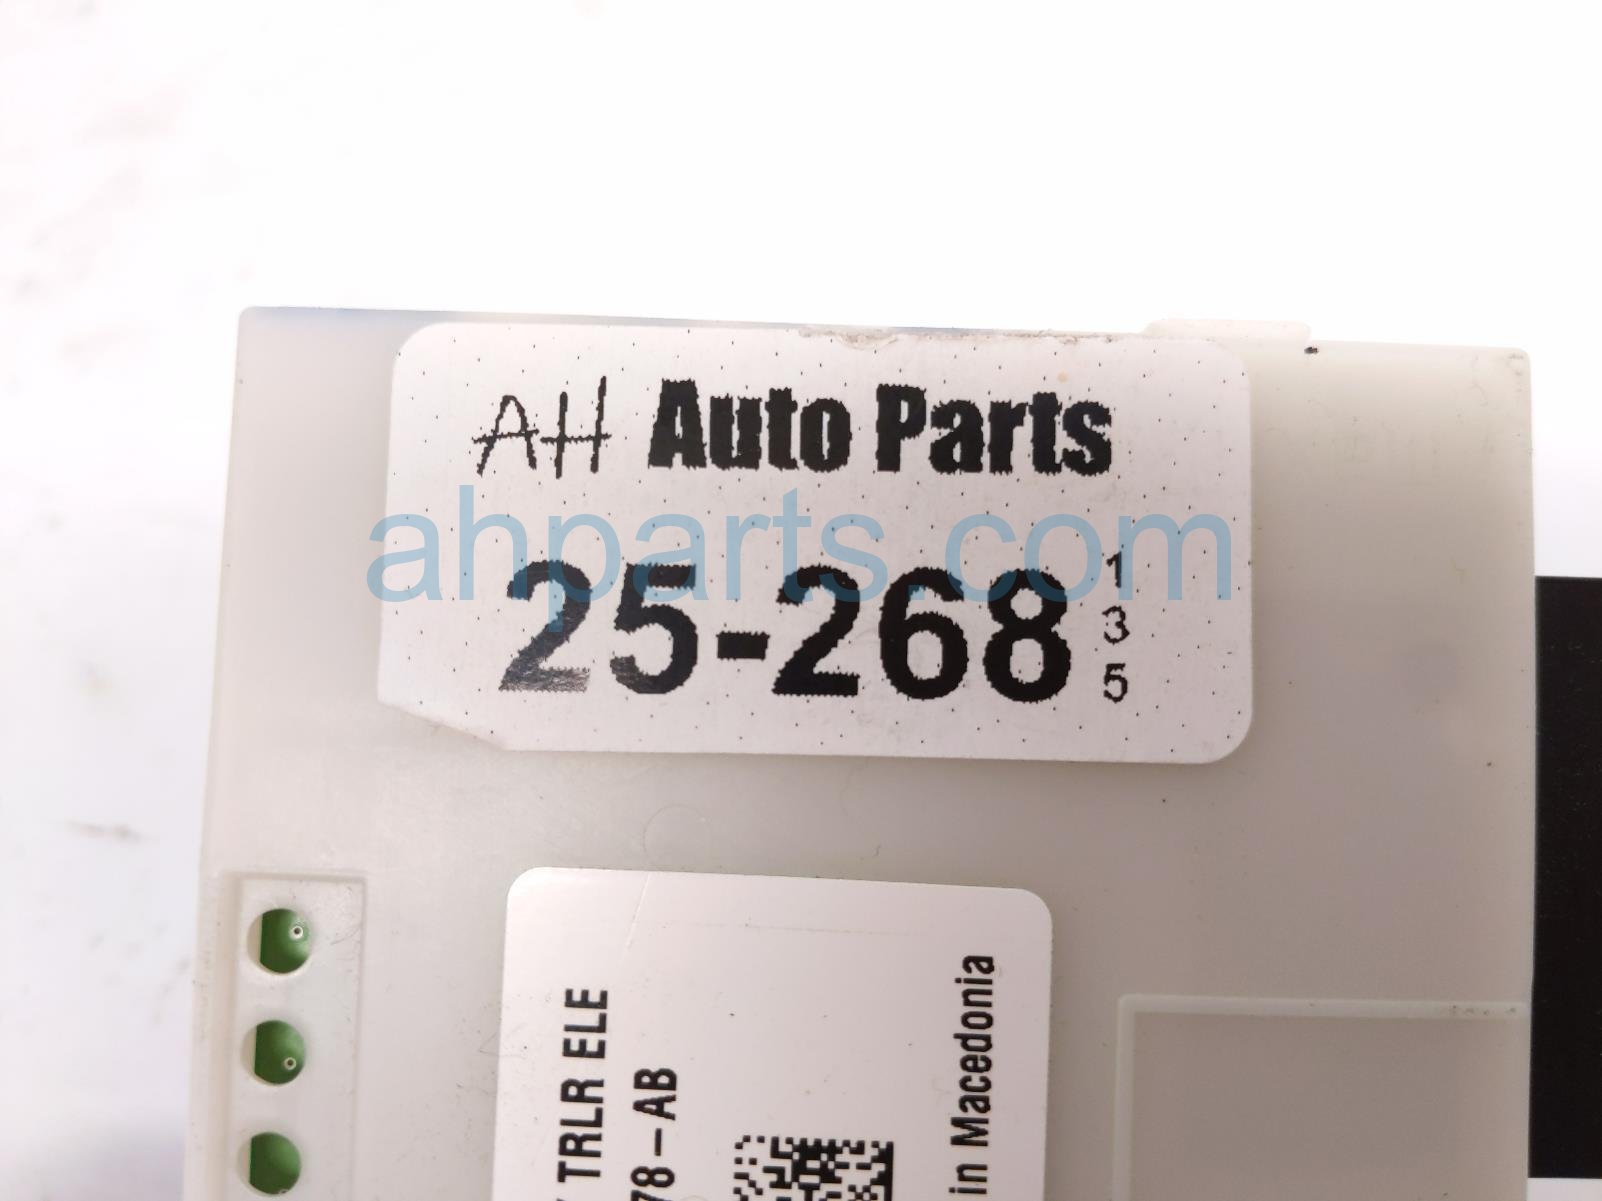 AH Auto Parts
ahparts.com
25-268
1
3
5
TRLR ELE
78-AB
in Macedonia